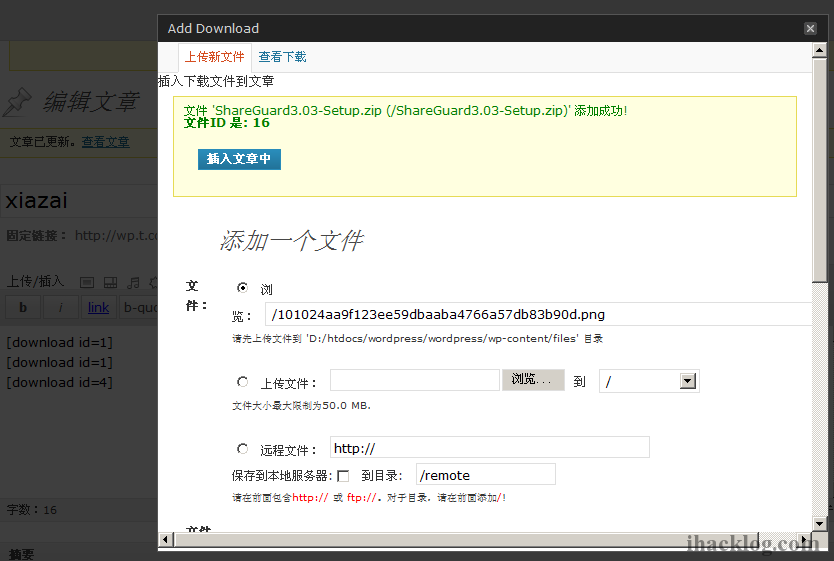 Add Download
上传新文件 查看下载
插入下载文件到文章
文件 'ShareGuard3.03-Setup.zip (/ShareGuard3.03-Setup.zip)' 添加成功!
文件ID 是: 16
插入文章中
添加一个文件
文件：
浏览：
/101024aa9f123ee59dbaaba4766a57db83b90d.png
请先上传文件到 'D:/htdocs/wordpress/wordpress/wp-content/files' 目录
上传文件： 浏览... 到 /
文件大小最大限制为50.0 MB.
远程文件： http://
保存到本地服务器: 到目录: /remote
请在前面包含http:// 或 ftp://. 对于目录, 请在前面添加/!
编辑文章
文章已更新。查看文章
xiazai
固定链接： http://wp.t.c
上传/插入
b i link b-quo
[download id=1]
[download id=1]
[download id=4]
字数：16
摘要
ihacklog.com